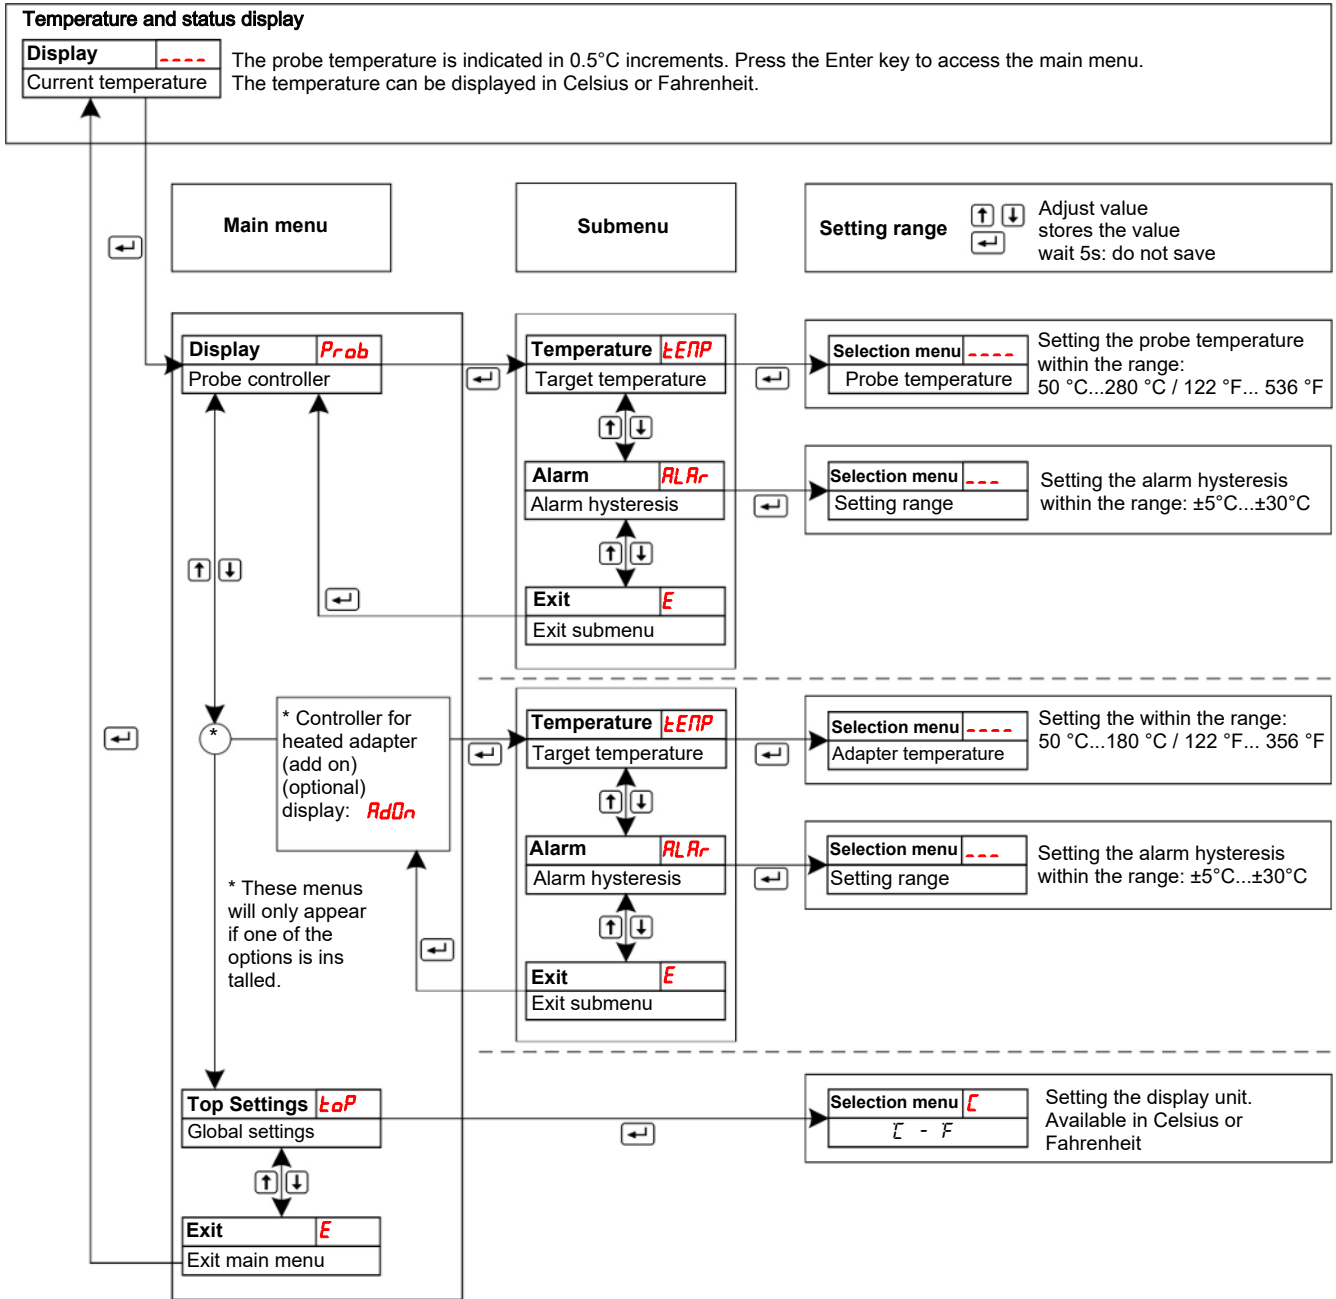 Temperature and status display
Display ----
Current temperature
The probe temperature is indicated in 0.5°C increments. Press the Enter key to access the main menu.
The temperature can be displayed in Celsius or Fahrenheit.
Main menu
Submenu
Setting range
Adjust value
stores the value
wait 5s: do not save
Display Prob
Probe controller
Temperature tEMP
Target temperature
Selection menu ----
Probe temperature
Setting the probe temperature
within the range:
50 °C...280 °C / 122 °F... 536 °F
Alarm ALAr
Alarm hysteresis
Selection menu ---
Setting range
Setting the alarm hysteresis
within the range: ±5°C...±30°C
Exit E
Exit submenu
*
* Controller for
heated adapter
(add on)
(optional)
display: AdOn
Temperature tEMP
Target temperature
Selection menu ----
Adapter temperature
Setting the within the range:
50 °C...180 °C / 122 °F... 356 °F
Alarm ALAr
Alarm hysteresis
Selection menu ---
Setting range
Setting the alarm hysteresis
within the range: ±5°C...±30°C
* These menus
will only appear
if one of the
options is ins
talled.
Exit E
Exit submenu
Top Settings toP
Global settings
Selection menu C
C - F
Setting the display unit.
Available in Celsius or
Fahrenheit
Exit E
Exit main menu